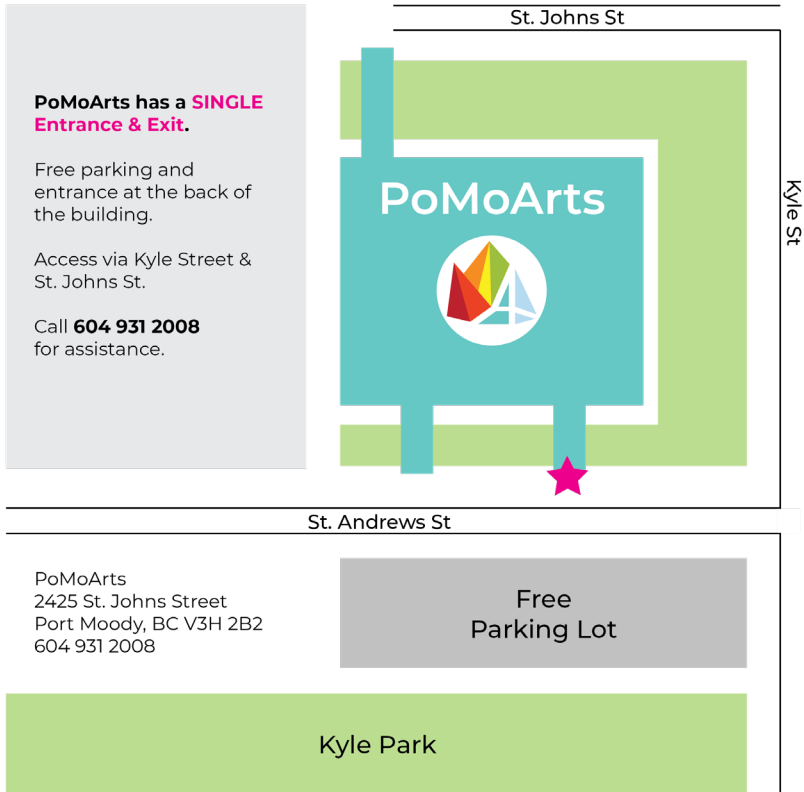 St. Johns St
PoMoArts has a SINGLE
Entrance & Exit.
Free parking and
entrance at the back of
the building.
Access via Kyle Street &
St. Johns St.
Call 604 931 2008
for assistance.
PoMoArts
Kyle St
St. Andrews St
PoMoArts
2425 St. Johns Street
Port Moody, BC V3H 2B2
604 931 2008
Free
Parking Lot
Kyle Park